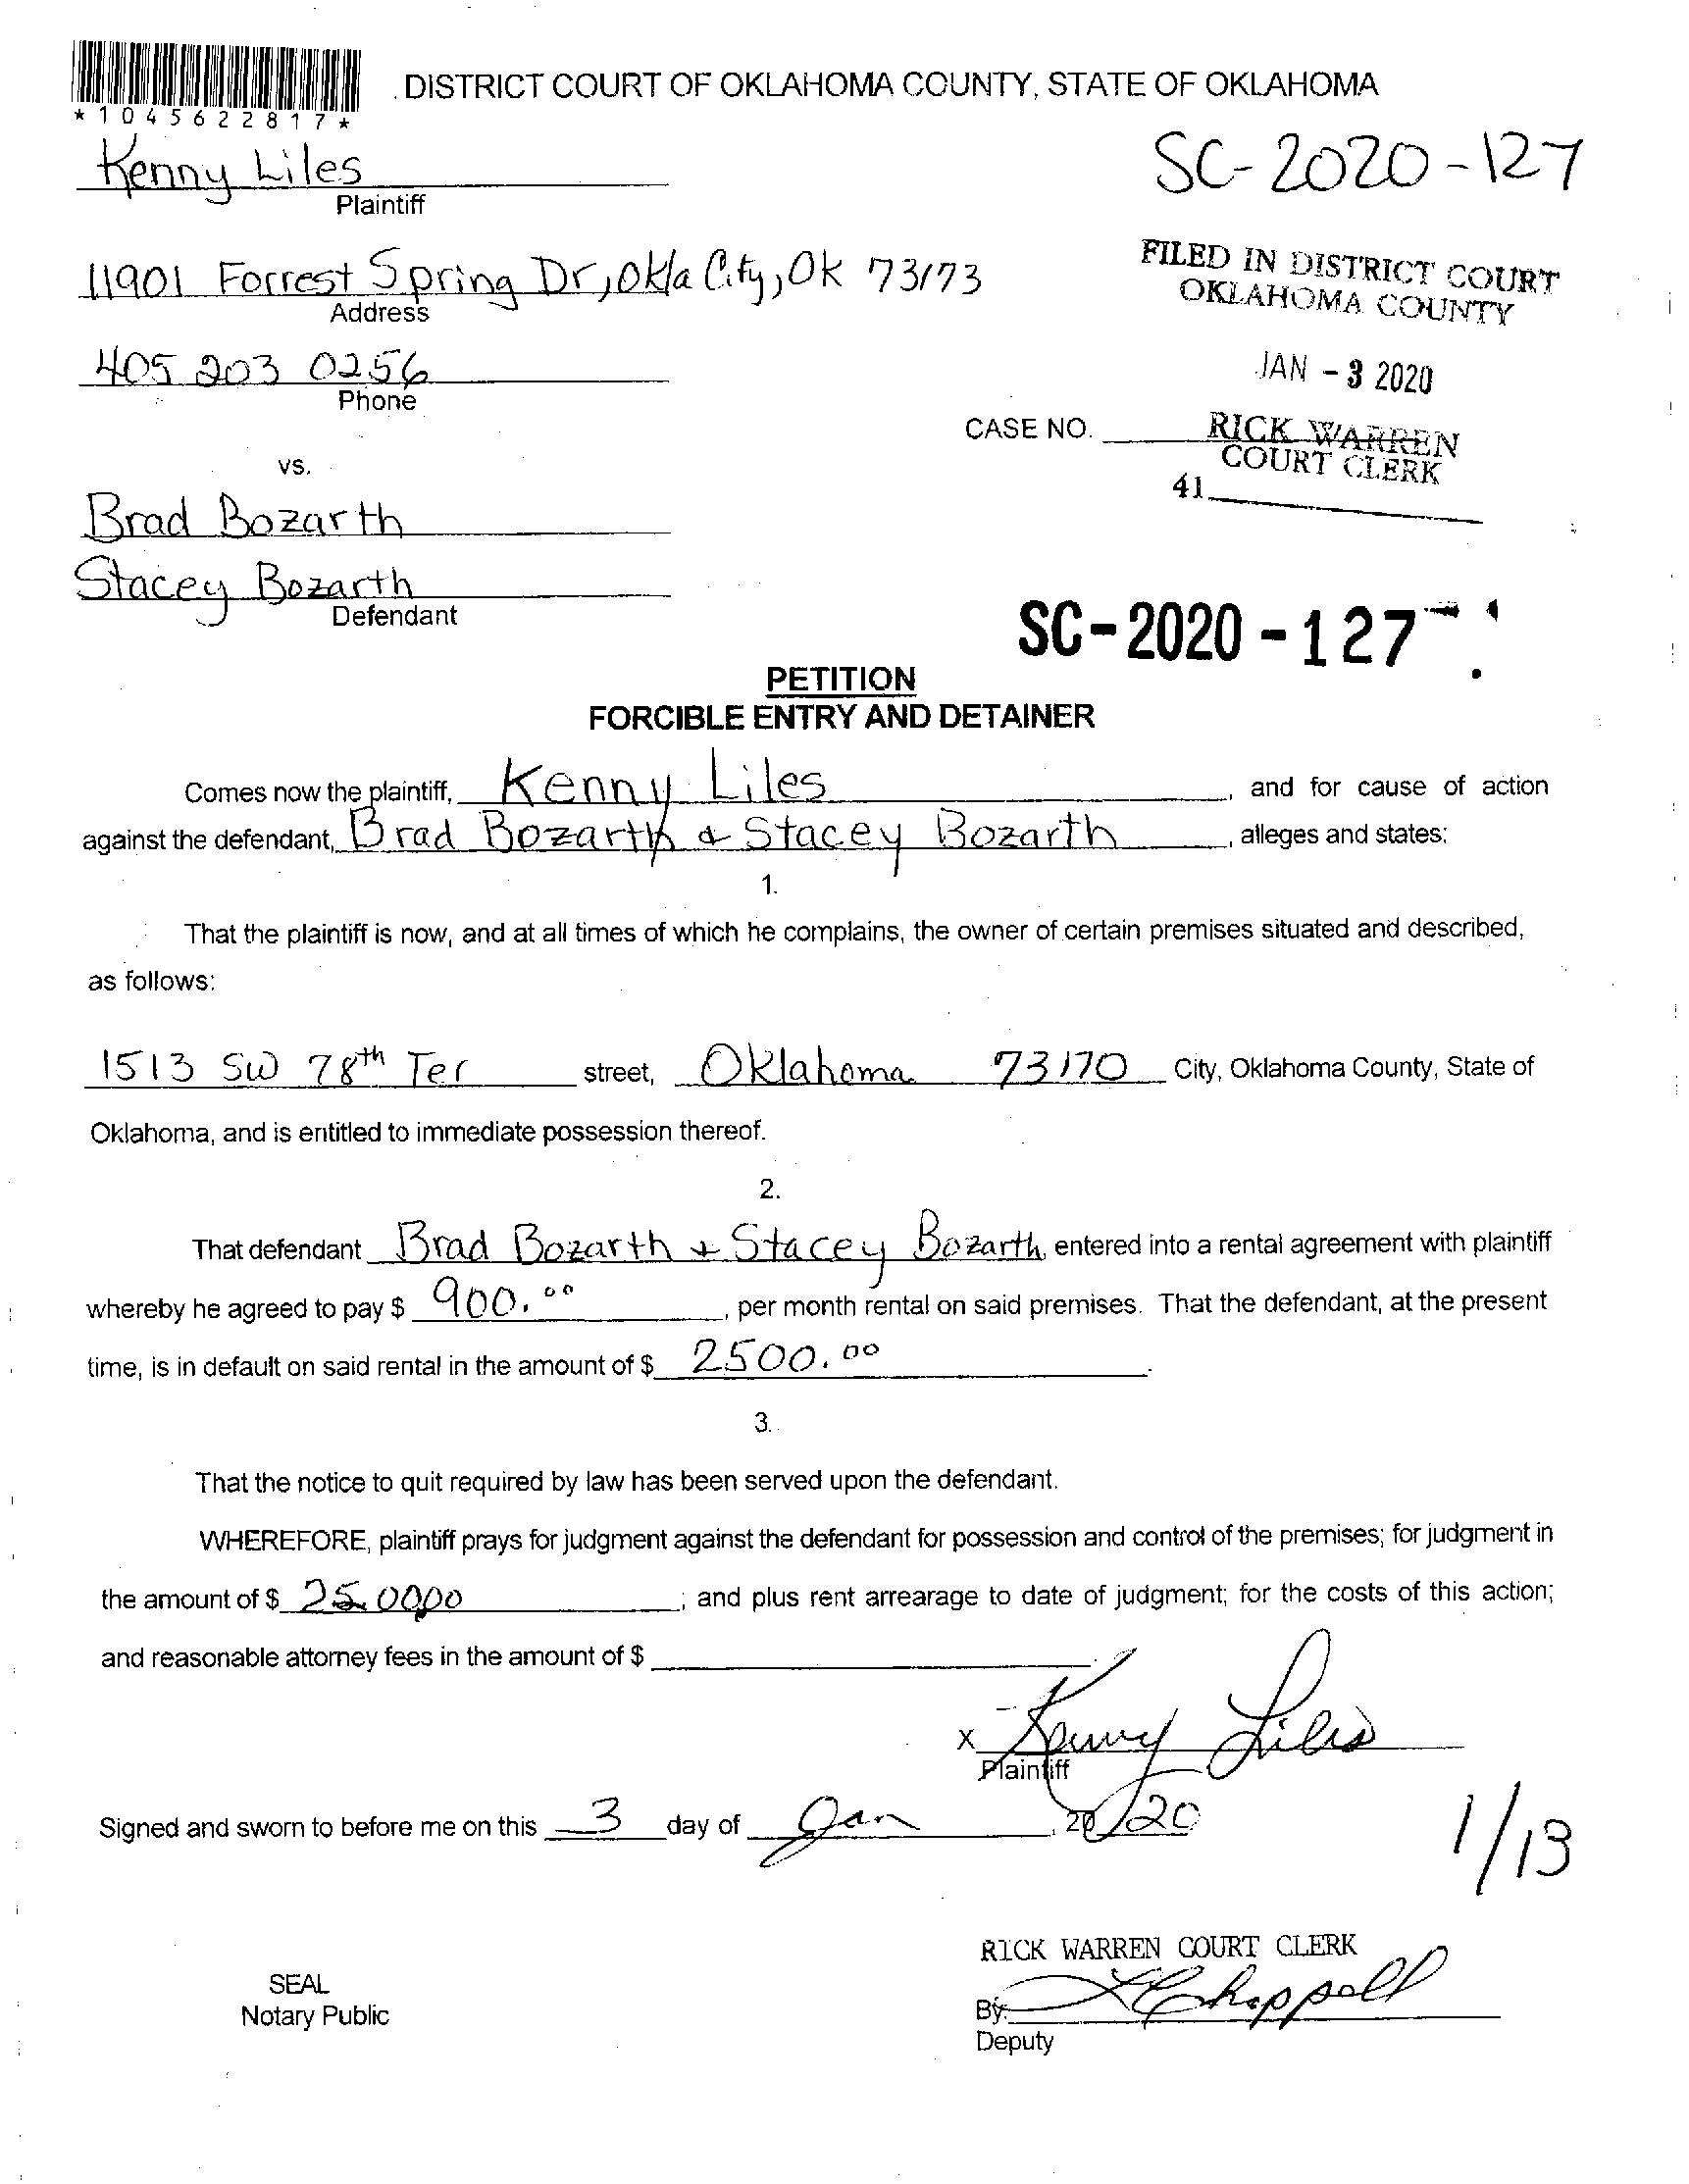 DISTRICT COURT OF OKLAHOMA COUNTY, STATE OF OKLAHOMA
*1045622817*
Kenny Liles
SC-2020-127
Plaintiff
11901 Forrest Spring Dr, Okla City, OK 73173
Address
FILED IN DISTRICT COURT
OKLAHOMA COUNTY
405 203 0256
Phone
JAN - 3 2020
CASE NO.
RICK WARREN
COURT CLERK
41
vs.
Brad Bozarth
Stacey Bozarth
Defendant
SC-2020-127
PETITION
FORCIBLE ENTRY AND DETAINER
Comes now the plaintiff, Kenny Liles, and for cause of action
against the defendant, Brad Bozarth & Stacey Bozarth, alleges and states:
1.
That the plaintiff is now, and at all times of which he complains, the owner of certain premises situated and described,
as follows:
1513 SW 78th Ter street, Oklahoma 73170 City, Oklahoma County, State of
Oklahoma, and is entitled to immediate possession thereof.
2.
That defendant Brad Bozarth + Stacey Bozarth, entered into a rental agreement with plaintiff
whereby he agreed to pay $ 900.00, per month rental on said premises. That the defendant, at the present
time, is in default on said rental in the amount of $ 2500.00.
3.
That the notice to quit required by law has been served upon the defendant.
WHEREFORE, plaintiff prays for judgment against the defendant for possession and control of the premises; for judgment in
the amount of $ 25.0000; and plus rent arrearage to date of judgment; for the costs of this action;
and reasonable attorney fees in the amount of $
X Kenny Liles
Plaintiff
Signed and sworn to before me on this 3 day of Jan, 20/20
1/13
RICK WARREN COURT CLERK
SEAL
Notary Public
By: Chappell
Deputy